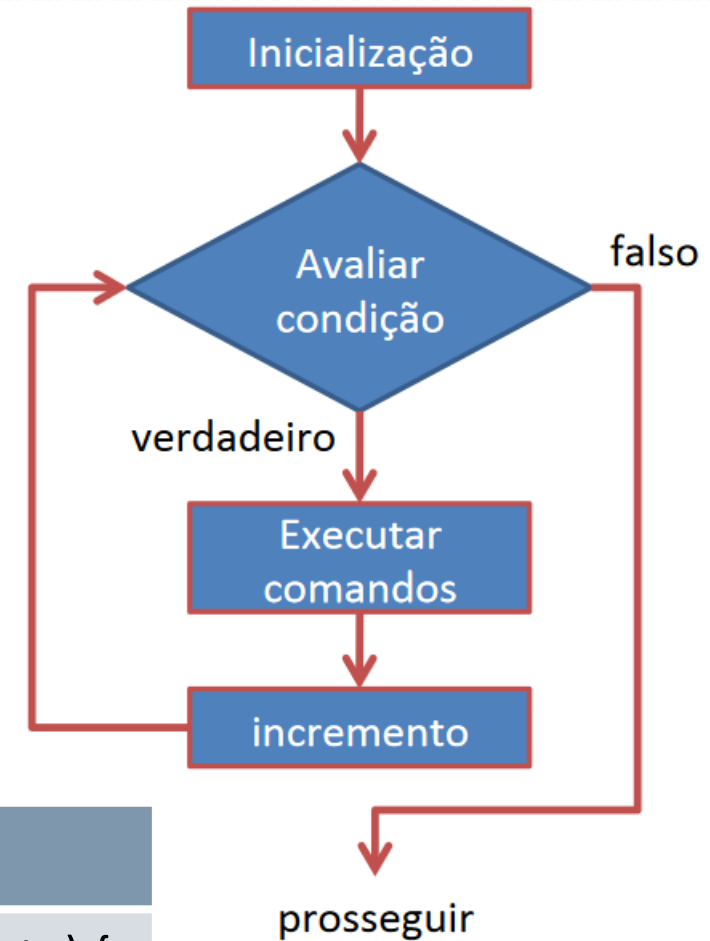 Inicialização
Avaliar
condição
falso
verdadeiro
Executar
comandos
incremento
prosseguir
) {